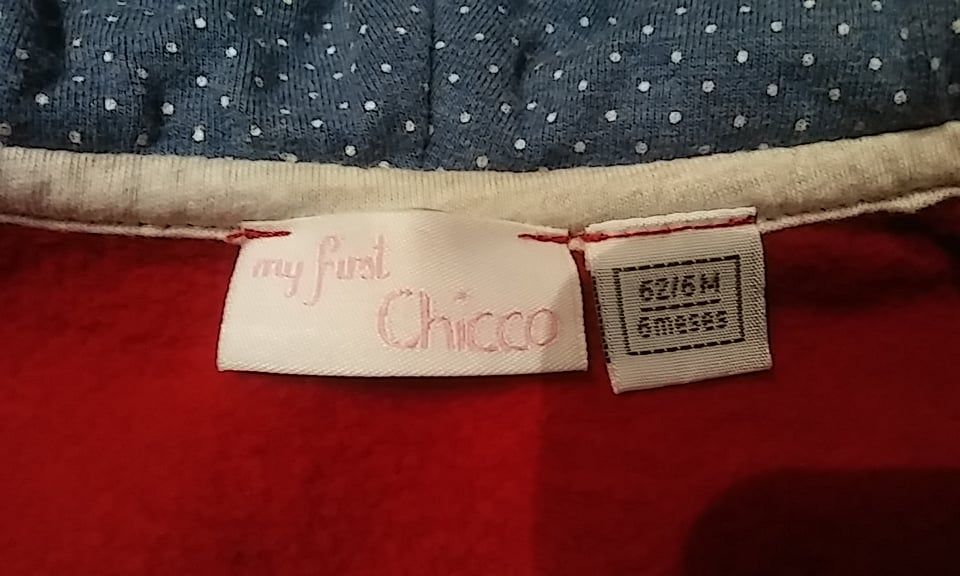 my first
Chicco
62/6M
6meses